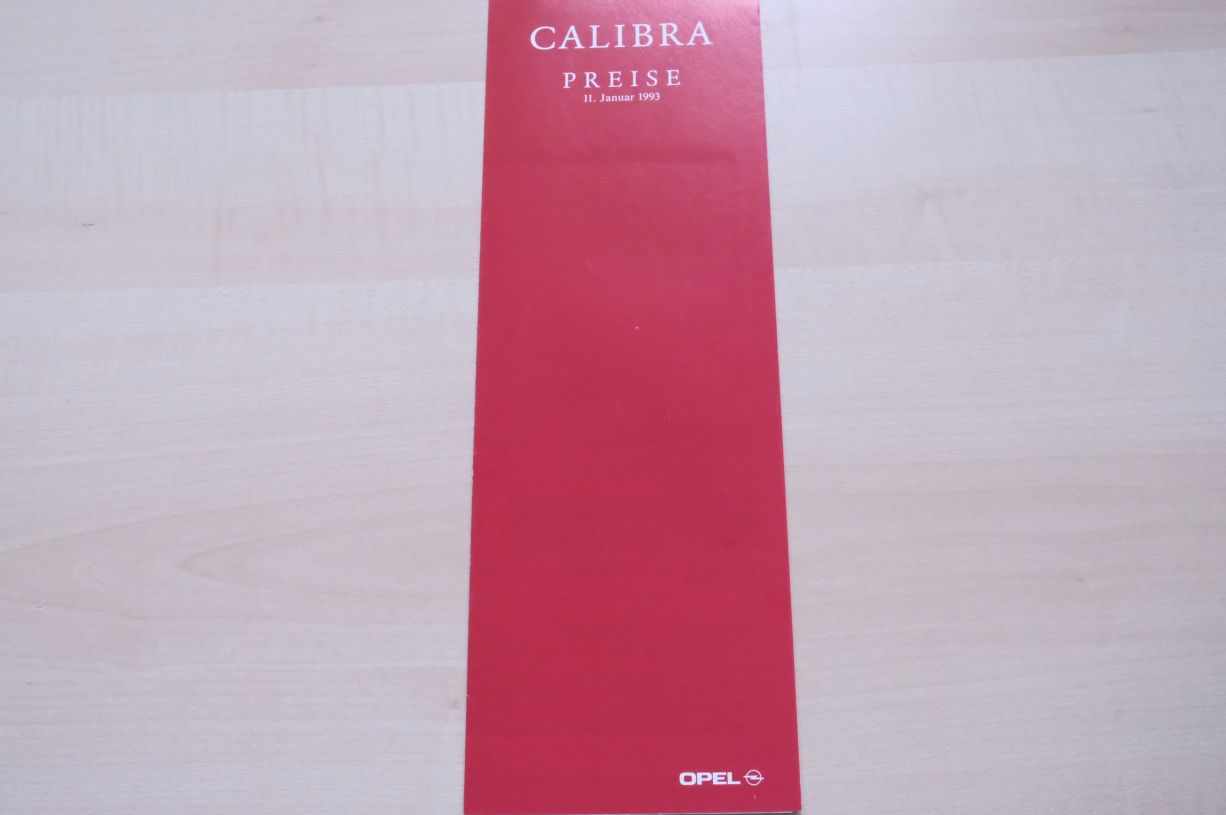 CALIBRA
PREISE
11. Januar 1993
OPEL